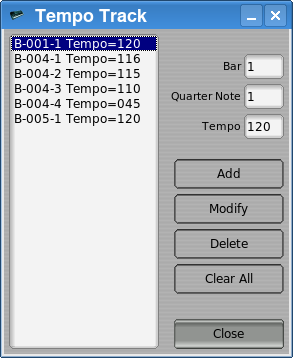 Tempo Track
B-001-1 Tempo=120
B-004-1 Tempo=116
B-004-2 Tempo=115
B-004-3 Tempo=110
B-004-4 Tempo=045
B-005-1 Tempo=120
Bar 1
Quarter Note 1
Tempo 120
Add
Modify
Delete
Clear All
Close